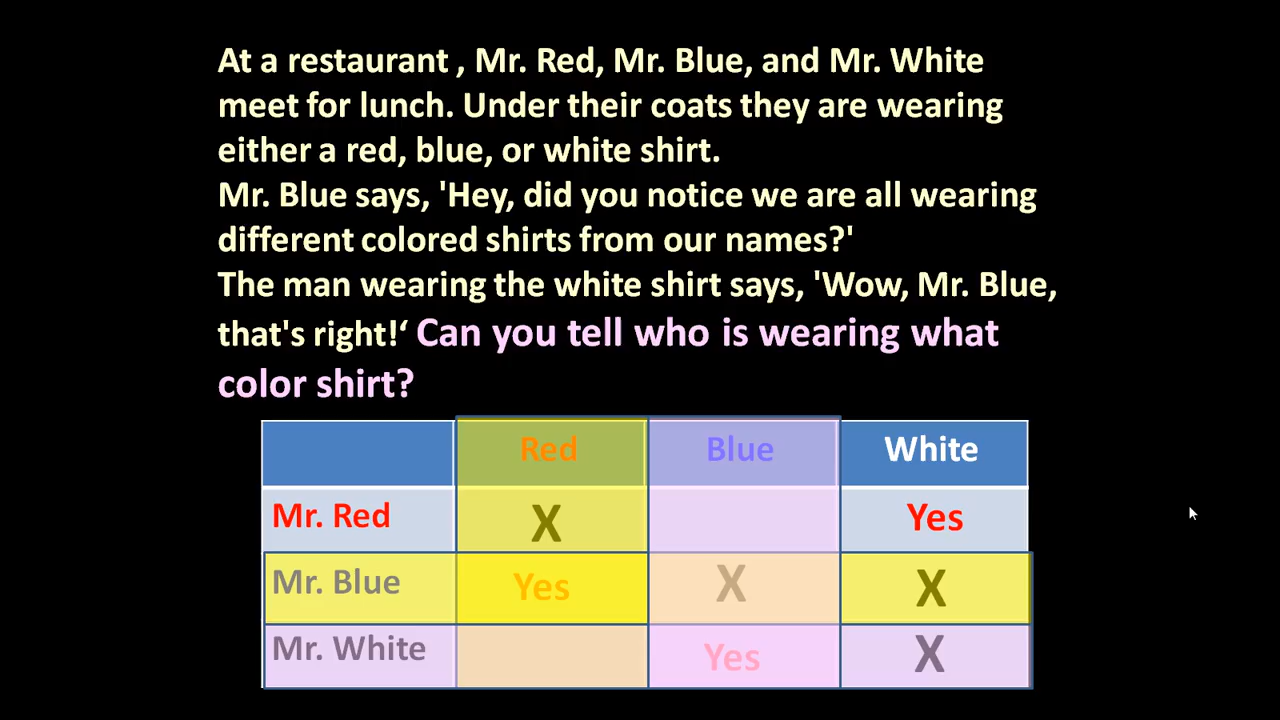 At a restaurant , Mr. Red, Mr. Blue, and Mr. White
meet for lunch. Under their coats they are wearing
either a red, blue, or white shirt.
Mr. Blue says, 'Hey, did you notice we are all wearing
different colored shirts from our names?'
The man wearing the white shirt says, 'Wow, Mr. Blue,
that's right!‘ Can you tell who is wearing what
color shirt?
Red Blue White
Mr. Red X Yes
Mr. Blue Yes X X
Mr. White Yes X